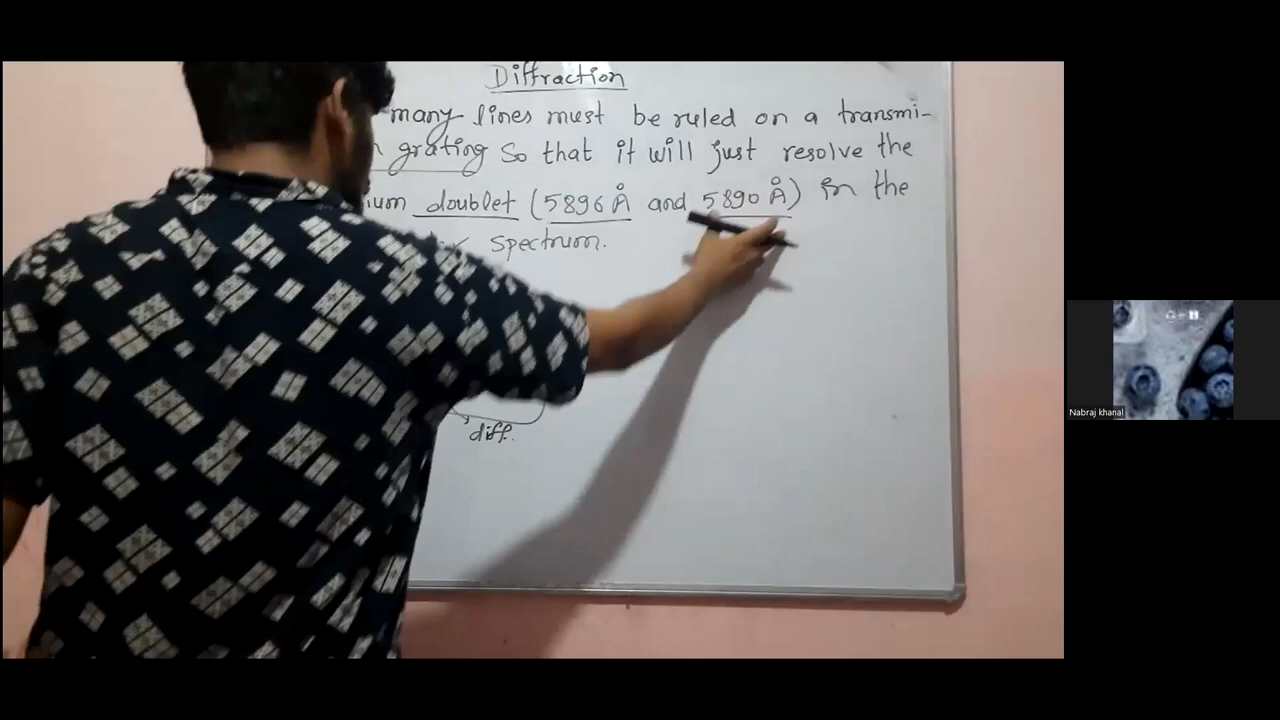 Diffraction
many lines must be ruled on a transmi-
grating so that it will just resolve the
doublet (5896 Å and 5890 Å) in the
spectrum.
diff.
Nabraj khanal